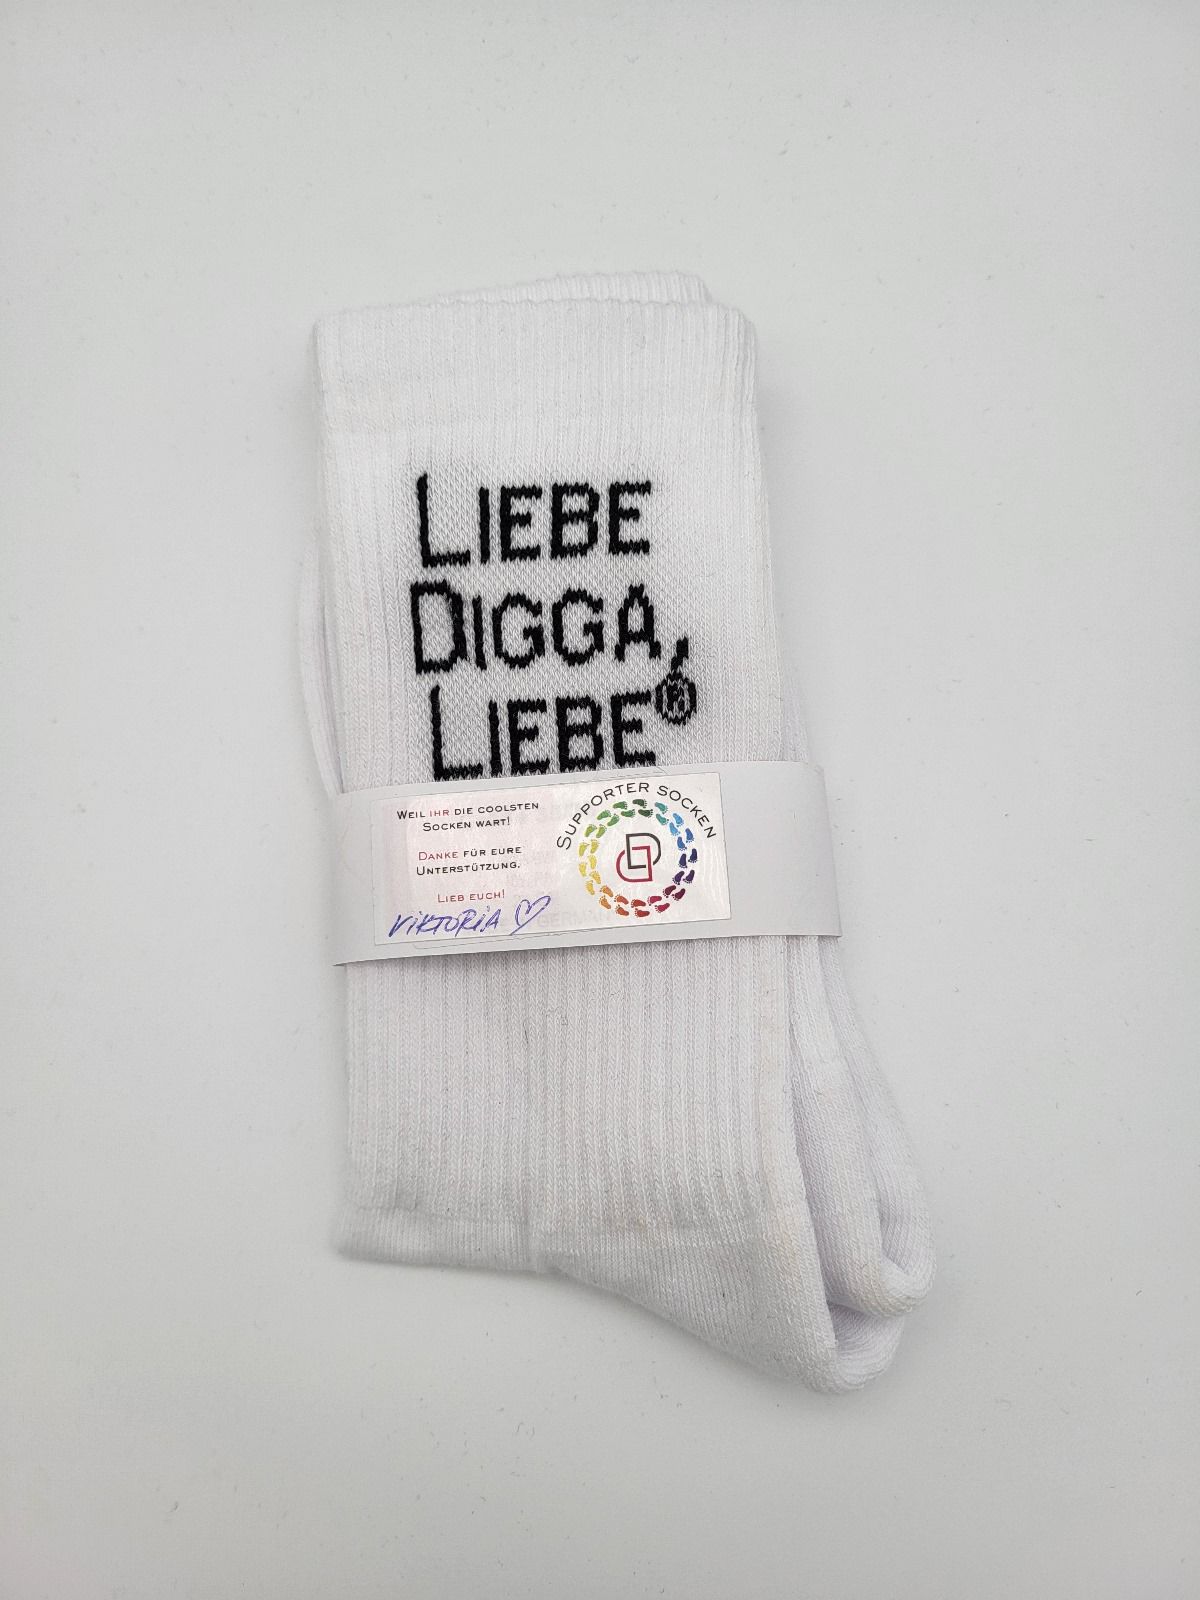 LIEBE
DIGGA,
LIEBE®
WEIL IHR DIE COOLSTEN
SOCKEN WART!
DANKE FÜR EURE
UNTERSTÜTZUNG.
LIEB EUCH!
VIKTORIA ♡
SUPPORTER SOCKEN